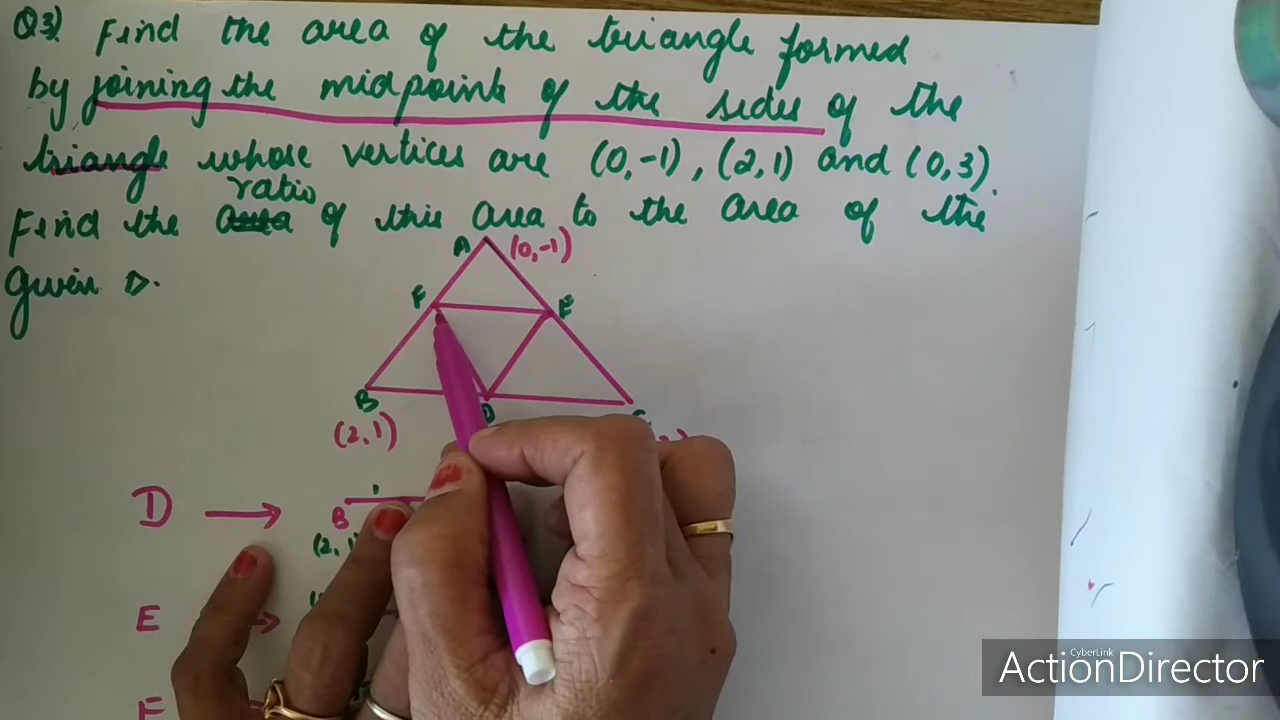 Q3) Find the area of the triangle formed
by joining the midpoints of the sides of the
triangle whose vertices are (0,-1), (2,1) and (0,3).
ratio
Find the of this area to the area of the
given Δ.
A (0,-1)
F E
B D
(2,1)
D →
B
(2,1
E →
F
CyberLink
ActionDirector